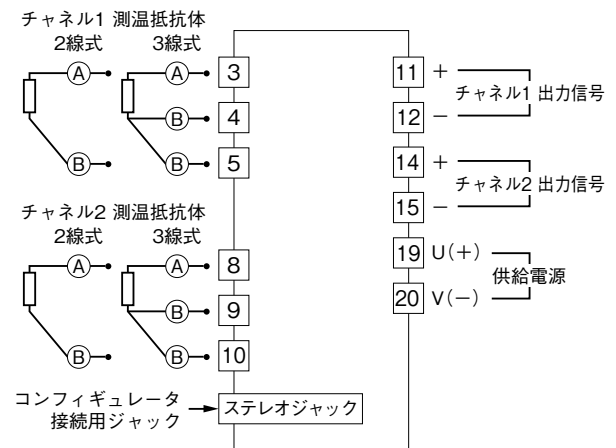 チャネル1 測温抵抗体
2線式 3線式
A A 3
B 4
B B 5
チャネル2 測温抵抗体
2線式 3線式
A A 8
B 9
B B 10
コンフィギュレータ
接続用ジャック
ステレオジャック
11 +
チャネル1 出力信号
12 −
14 +
チャネル2 出力信号
15 −
19 U(+)
供給電源
20 V(−)